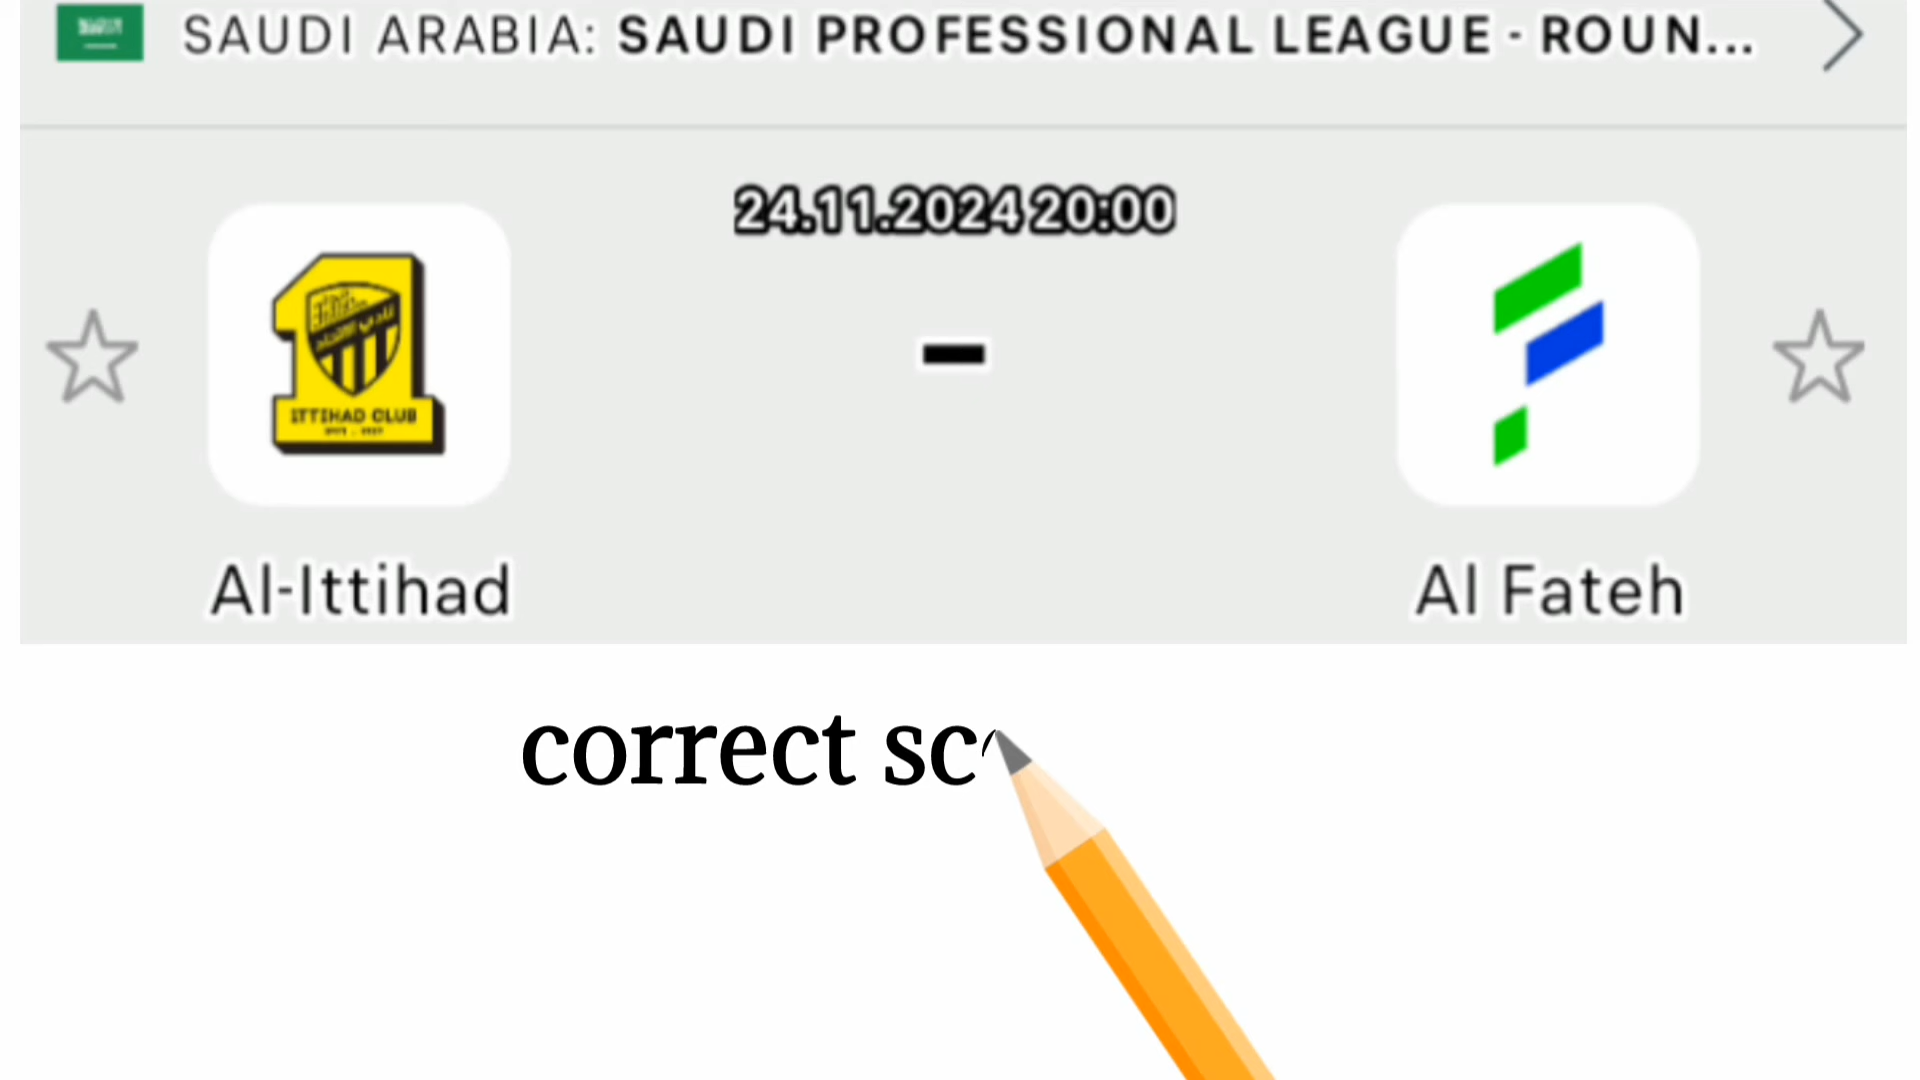 SAUDI ARABIA: SAUDI PROFESSIONAL LEAGUE - ROUN...
24.11.2024 20:00
-
ITTIHAD CLUB
Al-Ittihad
Al Fateh
correct sc